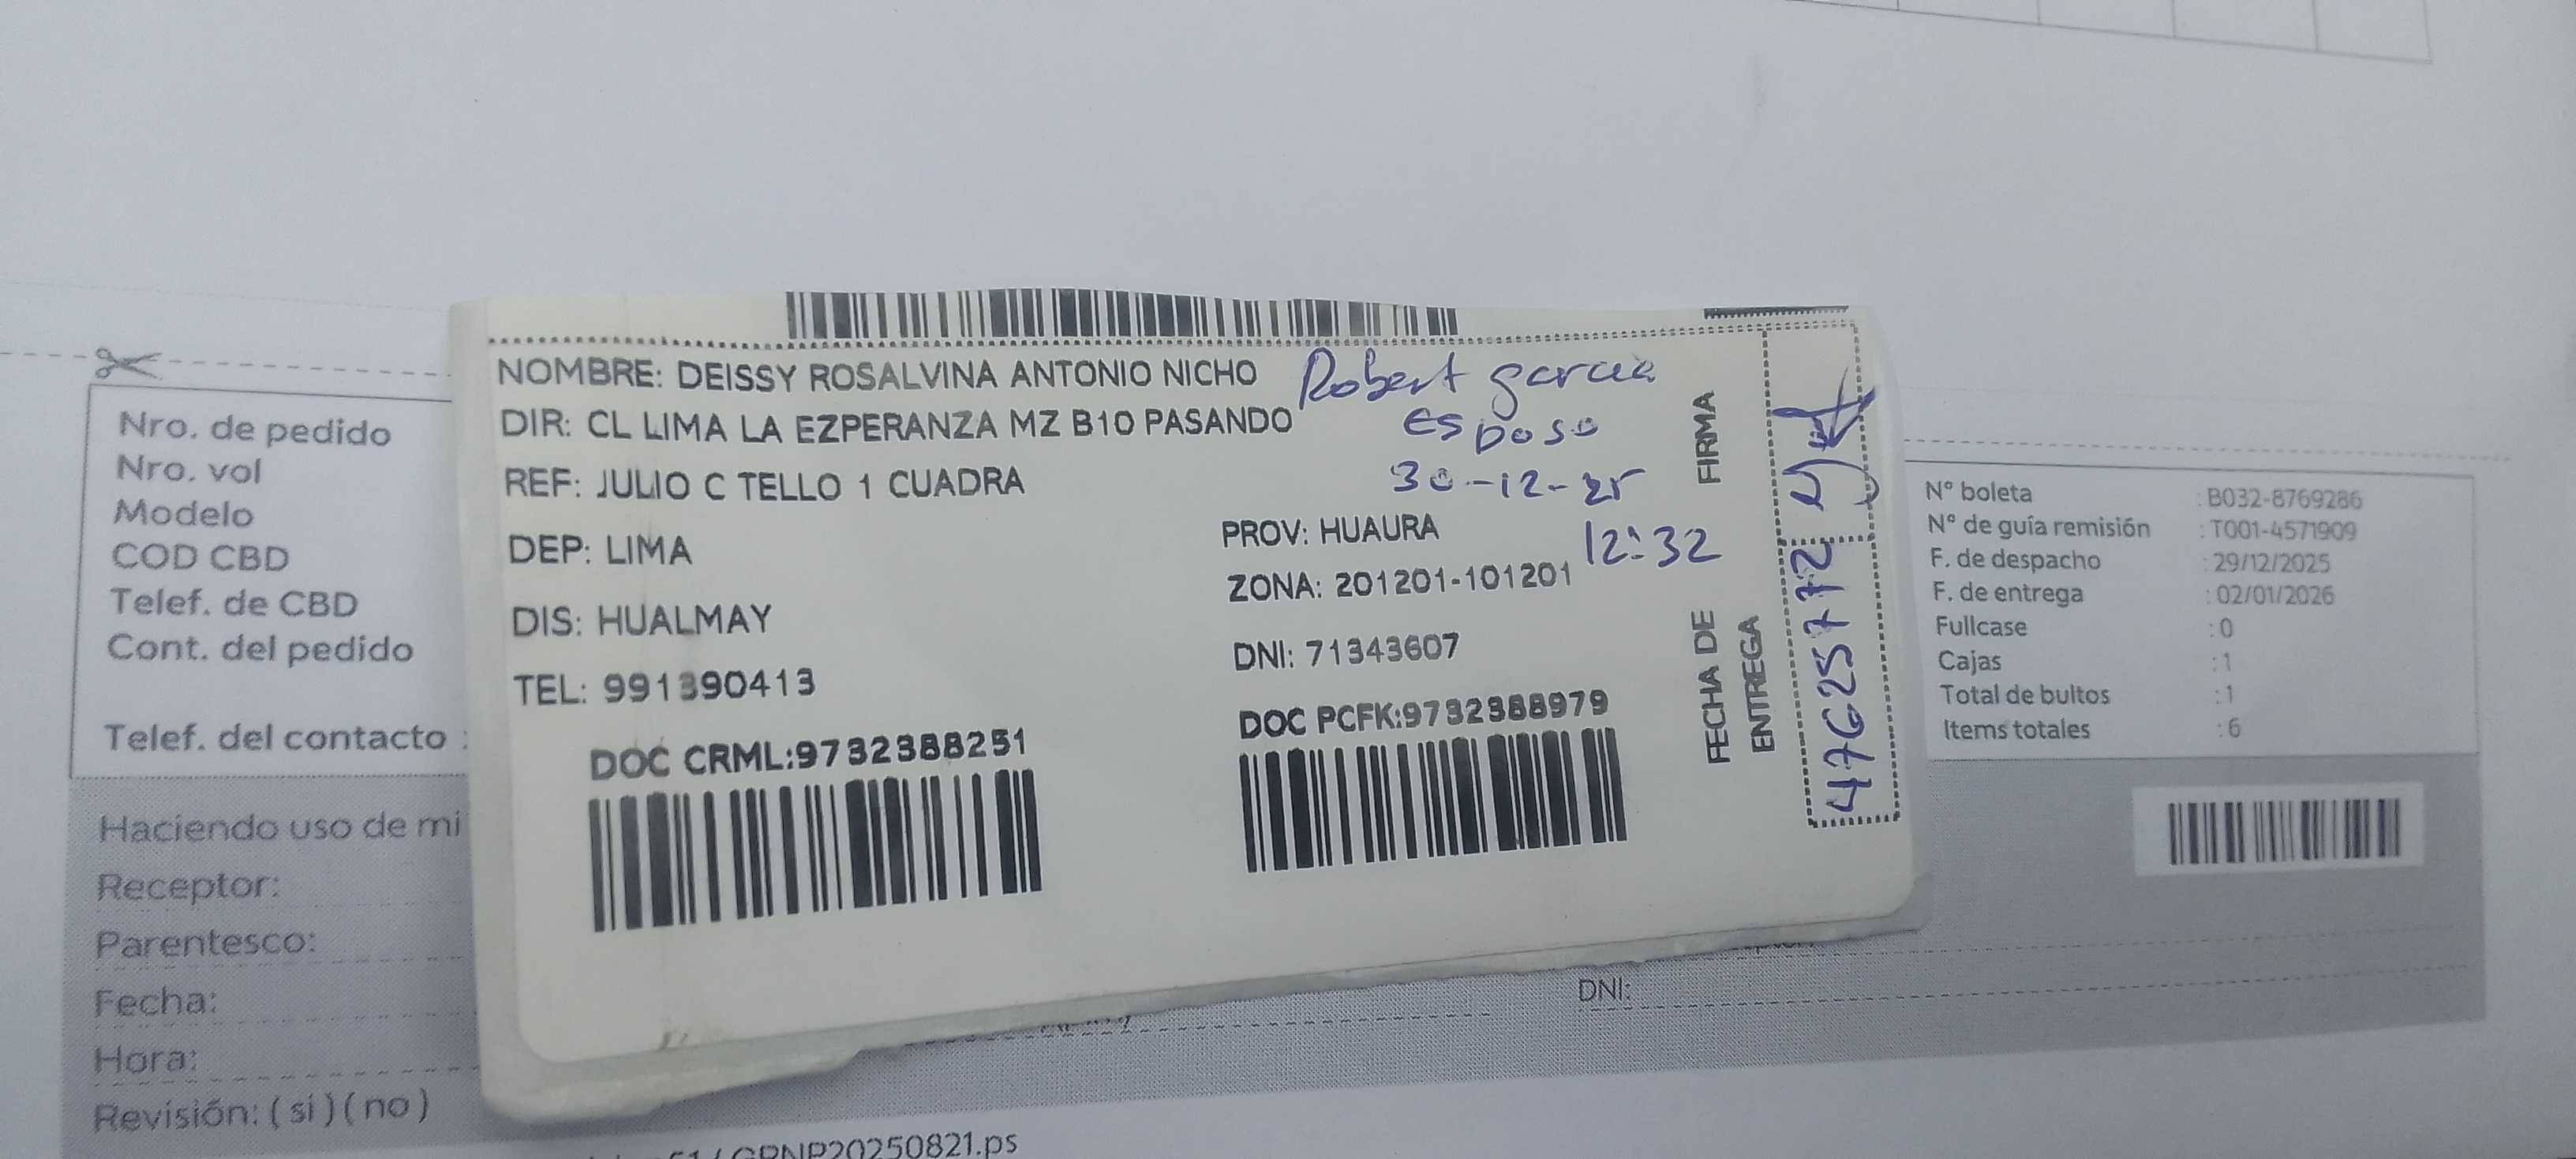 NOMBRE: DEISSY ROSALVINA ANTONIO NICHO
Robert garcia
DIR: CL LIMA LA EZPERANZA MZ B10 PASANDO
Esposo
REF: JULIO C TELLO 1 CUADRA
30-12-25
DEP: LIMA
PROV: HUAURA
12:32
ZONA: 201201-101201
DIS: HUALMAY
DNI: 71343607
TEL: 991390413
DOC CRML:9732388251
DOC PCFK:9732388979
FIRMA
FECHA DE
ENTREGA
47625772
Nro. de pedido
Nro. vol
Modelo
COD CBD
Telef. de CBD
Cont. del pedido
Telef. del contacto :
Haciendo uso de mi
Receptor:
Parentesco:
Fecha:
Hora:
Revisión: ( si ) ( no )
DNI:
N° boleta : B032-8769286
N° de guía remisión : T001-4571909
F. de despacho : 29/12/2025
F. de entrega : 02/01/2026
Fullcase : 0
Cajas : 1
Total de bultos : 1
Items totales : 6
GRNP20250821.ps